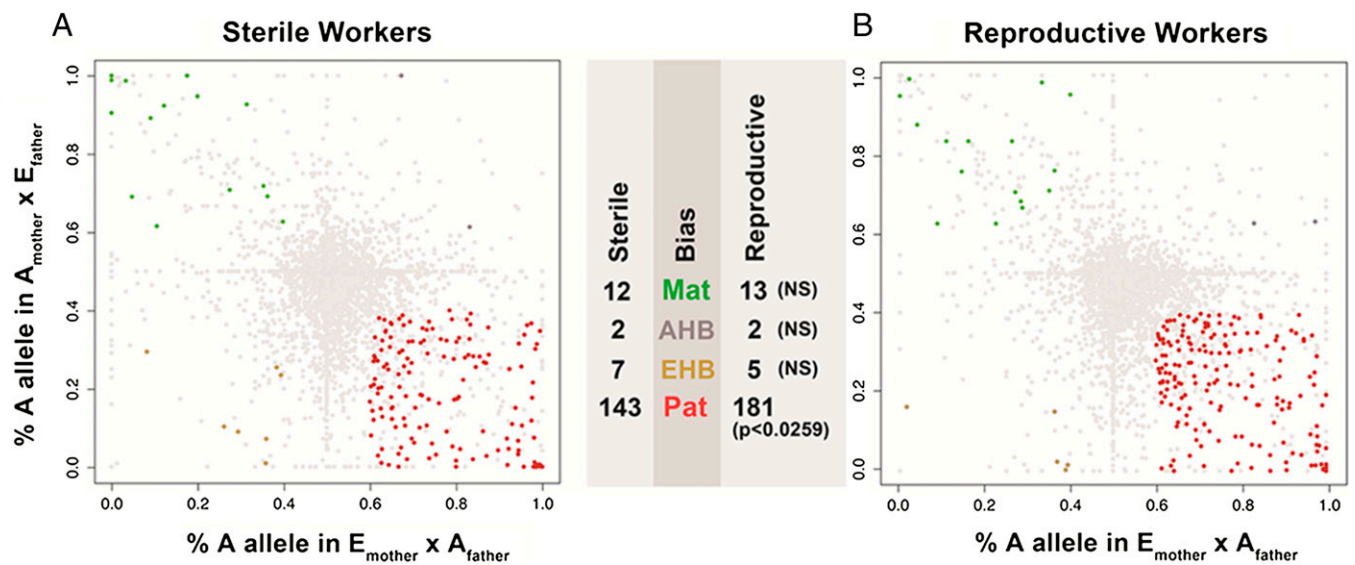 A
Sterile Workers
% A allele in Amother x Efather
1.0
0.8
0.6
0.4
0.2
0.0
0.0 0.2 0.4 0.6 0.8 1.0
% A allele in Emother x Afather
Sterile Bias Reproductive
12 Mat 13 (NS)
2 AHB 2 (NS)
7 EHB 5 (NS)
143 Pat 181
(p<0.0259)
B
Reproductive Workers
1.0
0.8
0.6
0.4
0.2
0.0
0.0 0.2 0.4 0.6 0.8 1.0
% A allele in Emother x Afather